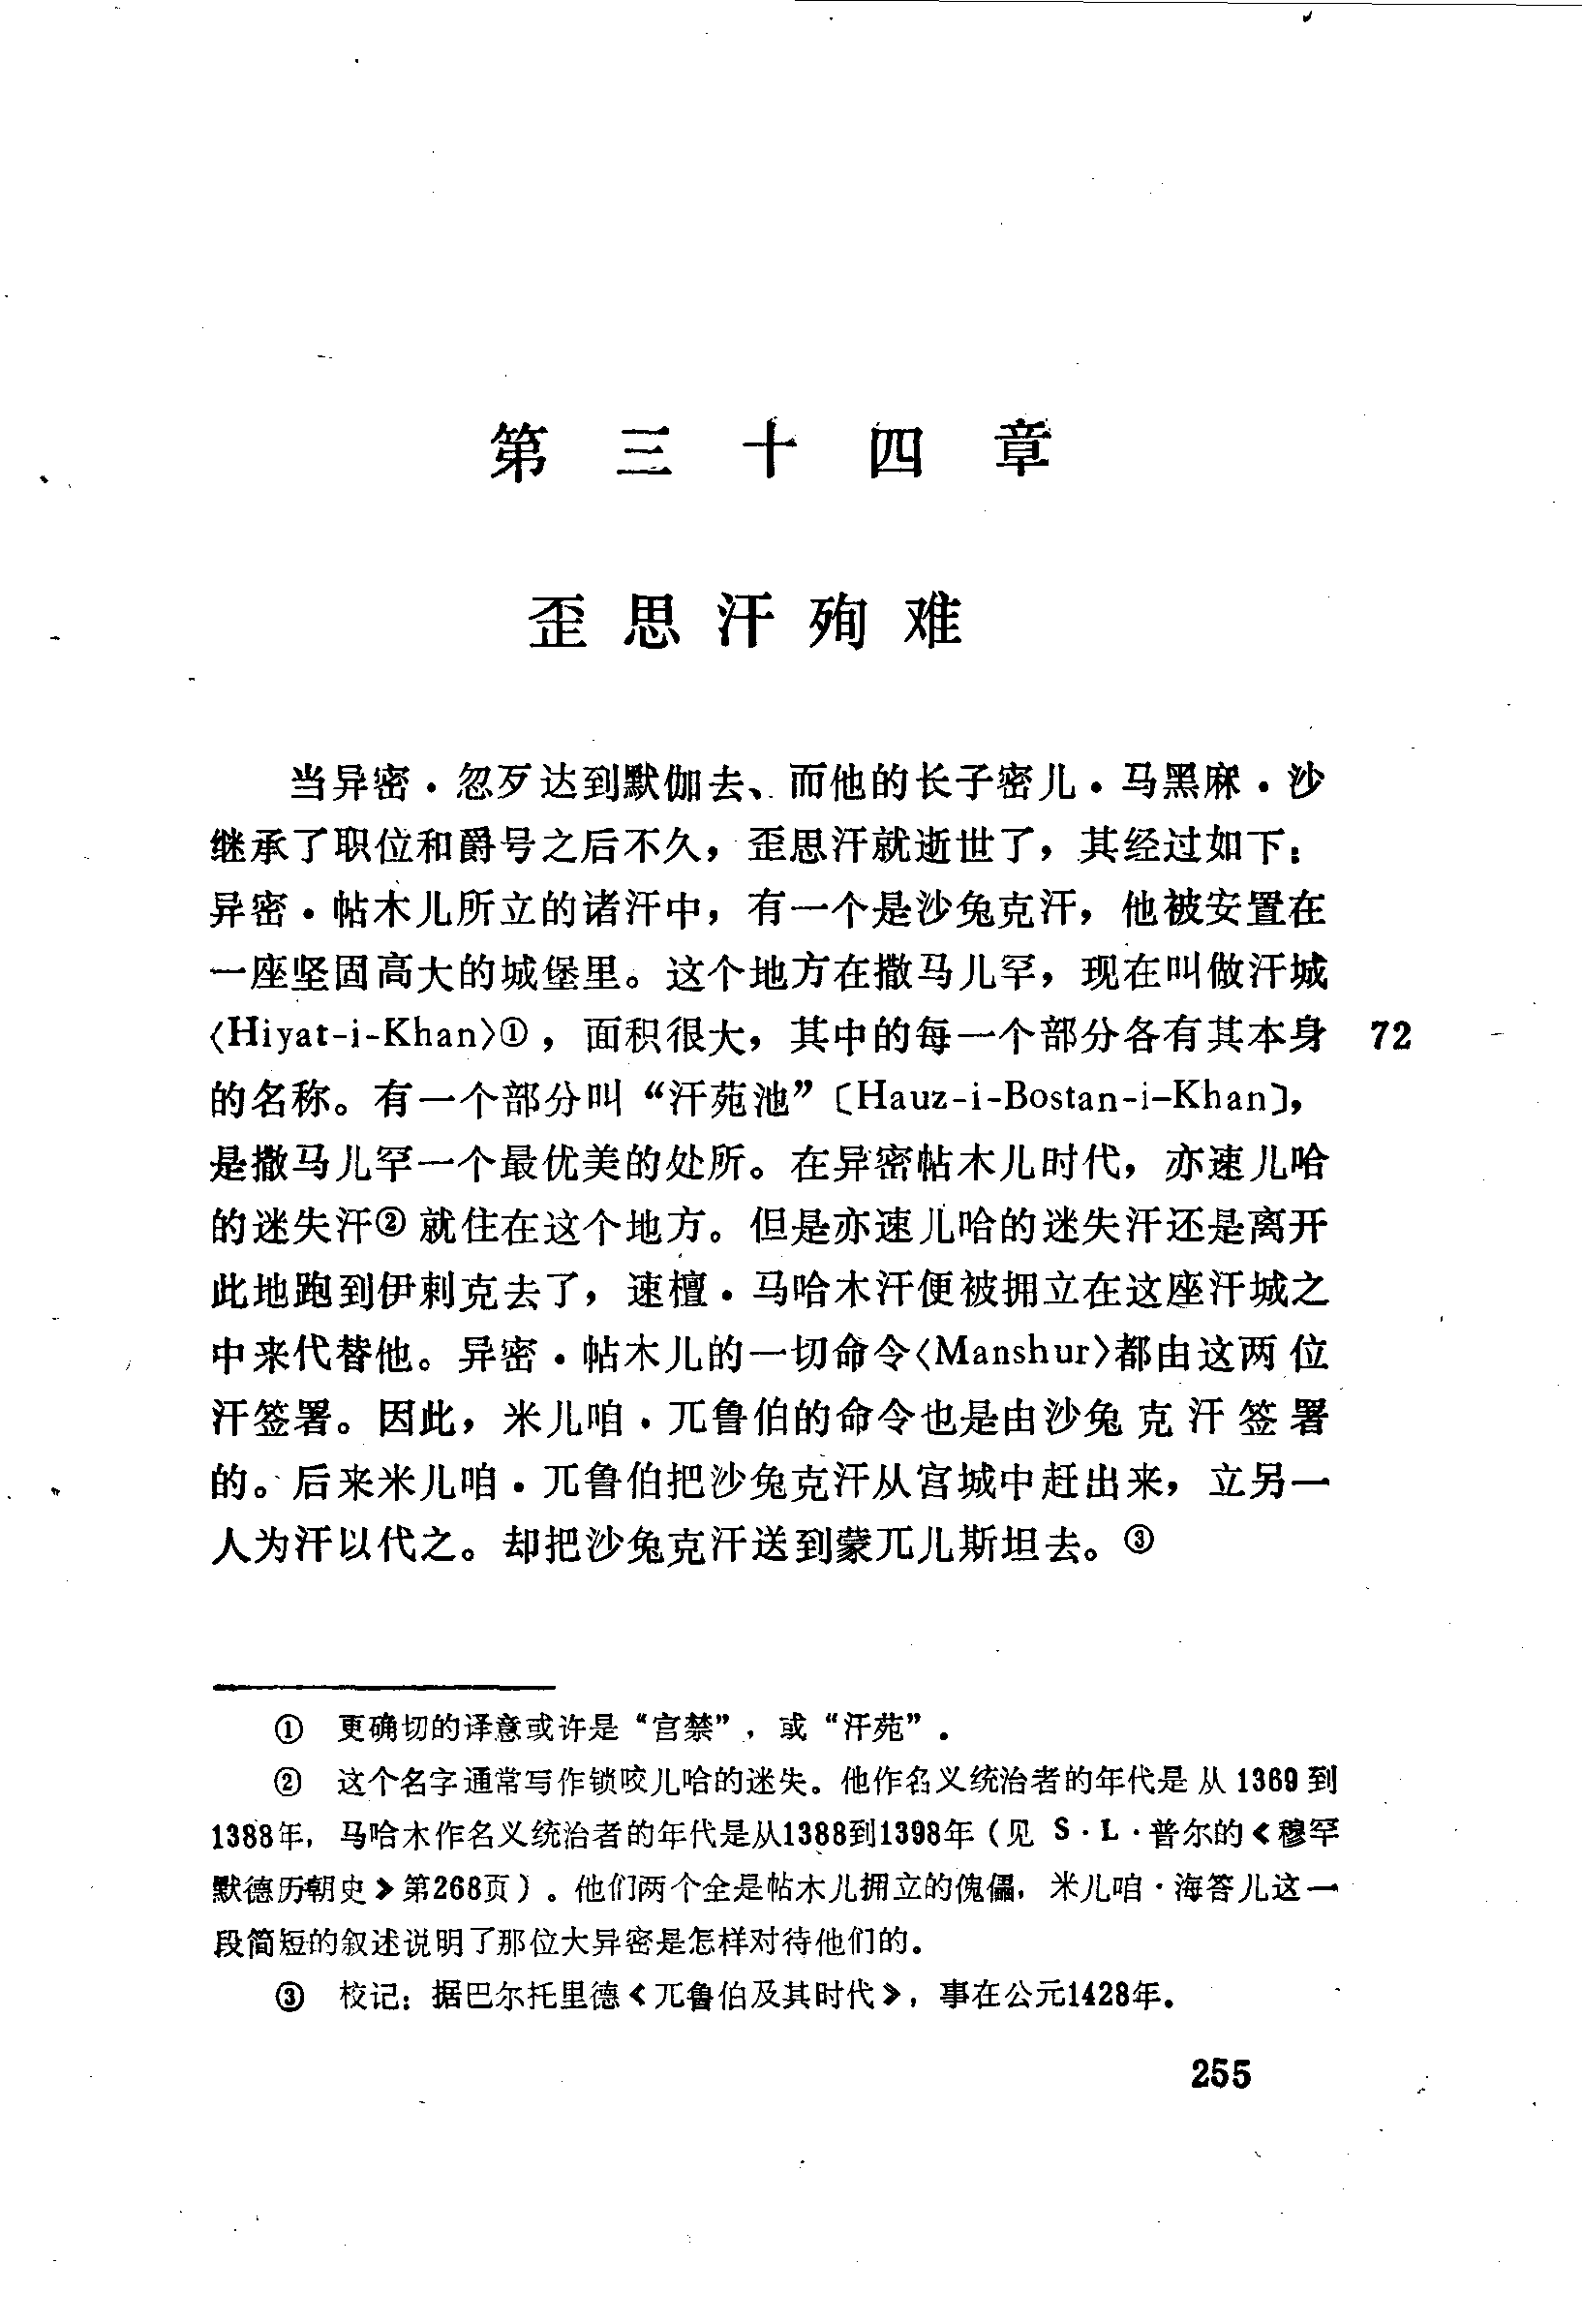 第三十四章
歪思汗殉难
当异密·忽歹达到默伽去、而他的长子密儿·马黑麻·沙
继承了职位和爵号之后不久，歪思汗就逝世了，其经过如下：
异密·帖木儿所立的诸汗中，有一个是沙兔克汗，他被安置在
一座坚固高大的城堡里。这个地方在撒马儿罕，现在叫做汗城
〈Hiyat-i-Khan〉①，面积很大，其中的每一个部分各有其本身 72
的名称。有一个部分叫“汗苑池”〔Hauz-i-Bostan-i-Khan〕，
是撒马儿罕一个最优美的处所。在异密帖木儿时代，亦速儿哈
的迷失汗②就住在这个地方。但是亦速儿哈的迷失汗还是离开
此地跑到伊剌克去了，速檀·马哈木汗便被拥立在这座汗城之
中来代替他。异密·帖木儿的一切命令〈Manshur〉都由这两位
汗签署。因此，米儿咱·兀鲁伯的命令也是由沙兔克汗签署
的。后来米儿咱·兀鲁伯把沙兔克汗从宫城中赶出来，立另一
人为汗以代之。却把沙兔克汗送到蒙兀儿斯坦去。③
① 更确切的译意或许是“宫禁”，或“汗苑”．
② 这个名字通常写作锁咬儿哈的迷失。他作名义统治者的年代是从1369到
1388年，马哈木作名义统治者的年代是从1388到1398年（见 S·L·普尔的《穆罕
默德历朝史》第268页）。他们两个全是帖木儿拥立的傀儡，米儿咱·海答儿这一
段简短的叙述说明了那位大异密是怎样对待他们的。
③ 校记：据巴尔托里德《兀鲁伯及其时代》，事在公元1428年。
255